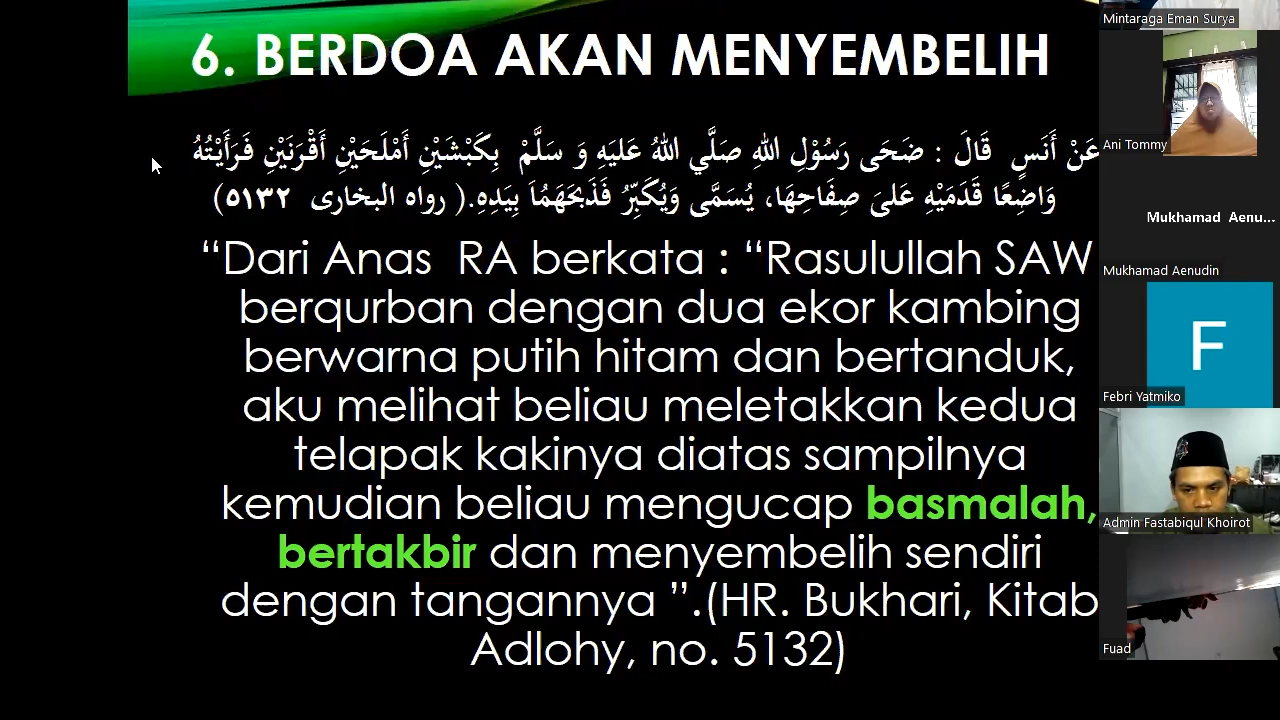 6. BERDOA AKAN MENYEMBELIH
عَنْ أَنَسٍ قَالَ : ضَحَى رَسُوْلِ اللهِ صَلَّي اللهُ عَليَهِ وَ سَلَّمْ بِكَبْشَيْنِ أَمْلَحَيْنِ أَقْرَنَيْنِ فَرَأَيْتُهُ
وَاضِعًا قَدَمَيْهِ عَلىَ صِفَاحِهَا، يُسَمَّى وَيُكَبِّرُ فَذَبَحَهَمُاَ بِيَدِهِ.( رواه البخارى ٥١٣٢)
“Dari Anas RA berkata : “Rasulullah SAW
berqurban dengan dua ekor kambing
berwarna putih hitam dan bertanduk,
aku melihat beliau meletakkan kedua
telapak kakinya diatas sampilnya
kemudian beliau mengucap basmalah,
bertakbir dan menyembelih sendiri
dengan tangannya ”.(HR. Bukhari, Kitab
Adlohy, no. 5132)
Mintaraga Eman Surya
Ani Tommy
Mukhamad Aenu...
Mukhamad Aenudin
F
Febri Yatmiko
Admin Fastabiqul Khoirot
Fuad